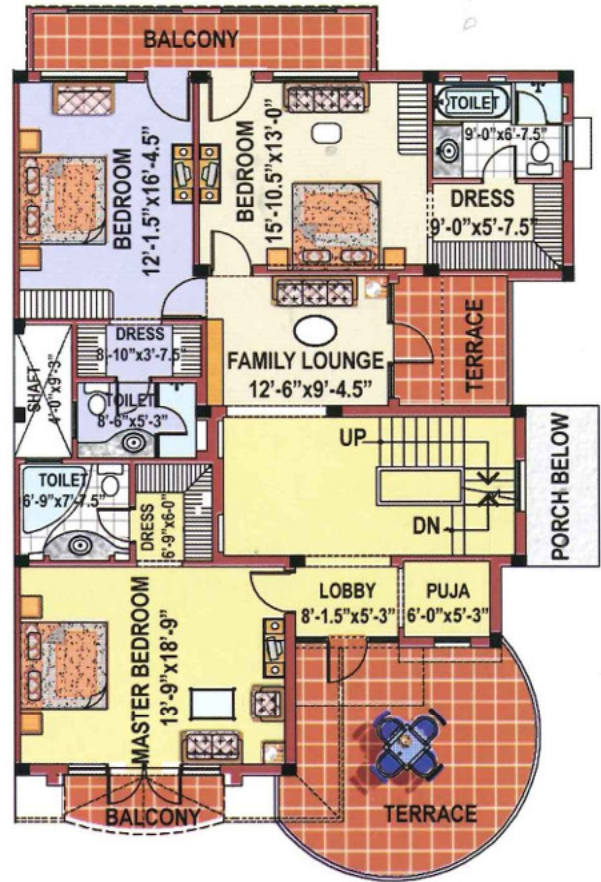 BALCONY
BEDROOM
12'-1.5"x16'-4.5"
BEDROOM
15'-10.5"x13'-0"
TOILET
9'-0"x6'-7.5"
DRESS
9'-0"x5'-7.5"
DRESS
8'-10"x3'-7.5"
FAMILY LOUNGE
12'-6"x9'-4.5"
TERRACE
SHAFT
4'-0"x9'-3"
TOILET
8'-6"x5'-3"
UP
DN
PORCH BELOW
TOILET
6'-9"x7'-7.5"
DRESS
6'-9"x6-0"
LOBBY
8'-1.5"x5'-3"
PUJA
6'-0"x5'-3"
MASTER BEDROOM
13'-9"x18'-9"
BALCONY
TERRACE